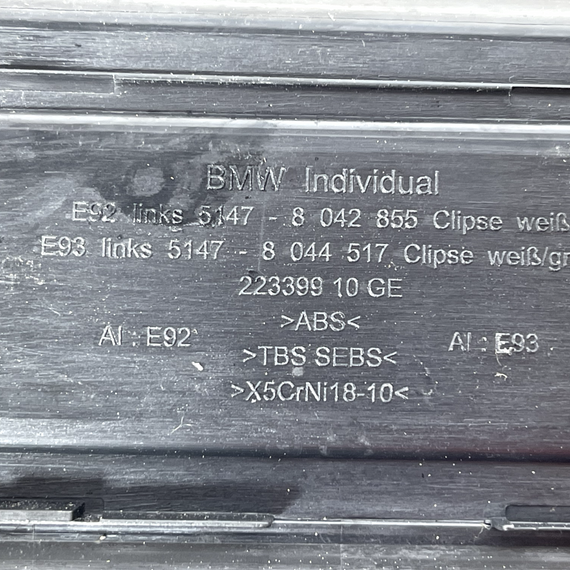 BMW Individual
E92 links 5147 - 8 042 855 Clipse weiß
E93 links 5147 - 8 044 517 Clipse weiß/gr
223399 10 GE
>ABS<
AI : E92 AI : E93
>TBS SEBS<
>X5CrNi18-10<